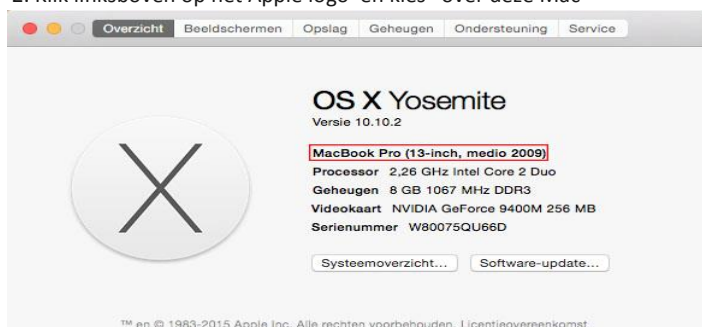 2. Klik linksboven op het Apple logo en kies over deze Mac
Overzicht Beeldschermen Opslag Geheugen Ondersteuning Service
OS X Yosemite
Versie 10.10.2
MacBook Pro (13-inch, medio 2009)
Processor 2,26 GHz Intel Core 2 Duo
Geheugen 8 GB 1067 MHz DDR3
Videokaart NVIDIA GeForce 9400M 256 MB
Serienummer W80075QU66D
Systeemoverzicht... Software-update...
™ en © 1983-2015 Apple Inc. Alle rechten voorbehouden. Licentieovereenkomst